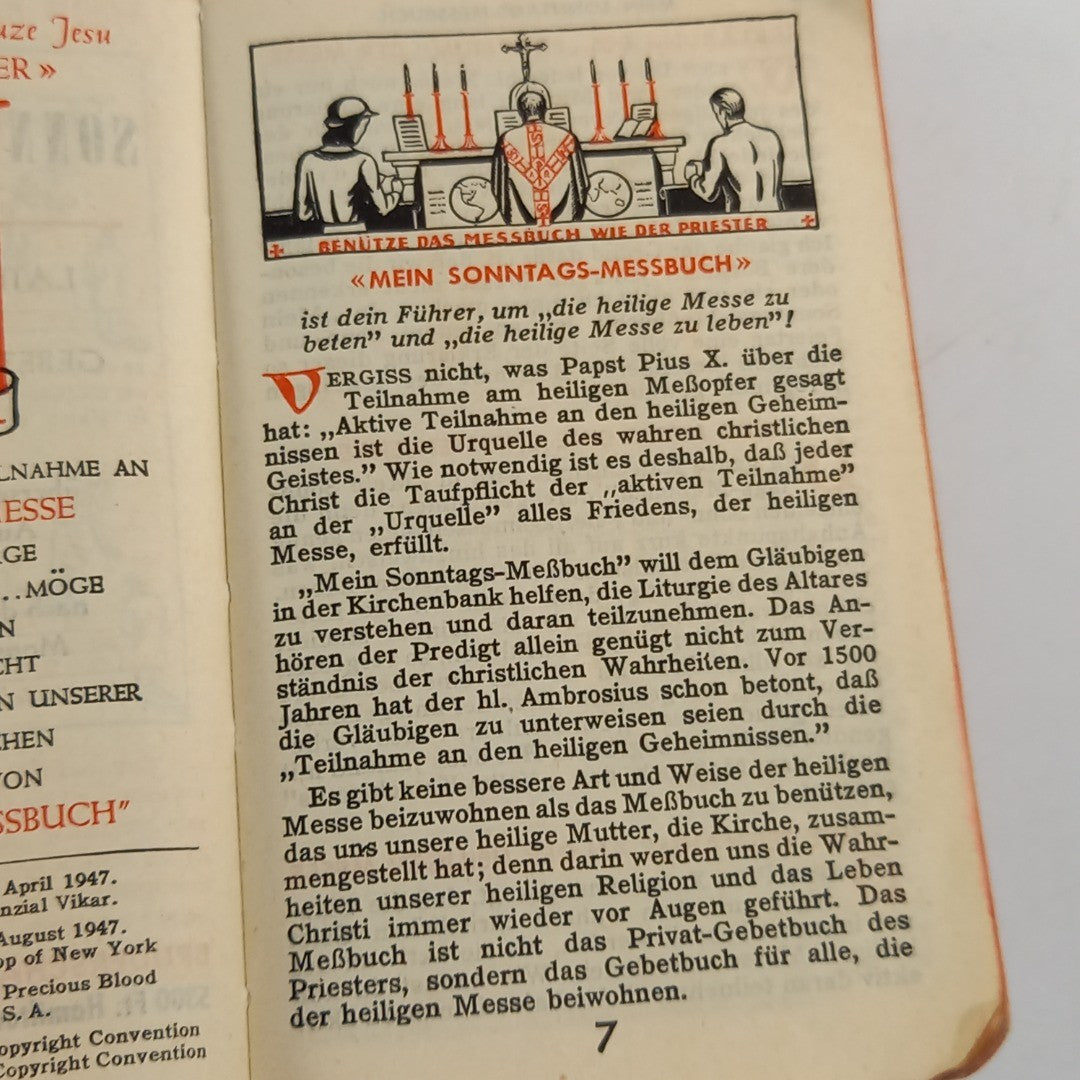 uze Jesu
ER »
LNAHME AN
ESSE
GE
...MÖGE
N
CHT
N UNSERER
HEN
VON
SSBUCH”
April 1947.
nzial Vikar.
August 1947.
op of New York
Precious Blood
S. A.
opyright Convention
Copyright Convention
BENÜTZE DAS MESSBUCH WIE DER PRIESTER
«MEIN SONNTAGS-MESSBUCH»
ist dein Führer, um „die heilige Messe zu
beten” und „die heilige Messe zu leben”!
VERGISS nicht, was Papst Pius X. über die
Teilnahme am heiligen Meßopfer gesagt
hat: „Aktive Teilnahme an den heiligen Geheim-
nissen ist die Urquelle des wahren christlichen
Geistes.” Wie notwendig ist es deshalb, daß jeder
Christ die Taufpflicht der „aktiven Teilnahme”
an der „Urquelle” alles Friedens, der heiligen
Messe, erfüllt.
„Mein Sonntags-Meßbuch” will dem Gläubigen
in der Kirchenbank helfen, die Liturgie des Altares
zu verstehen und daran teilzunehmen. Das An-
hören der Predigt allein genügt nicht zum Ver-
ständnis der christlichen Wahrheiten. Vor 1500
Jahren hat der hl. Ambrosius schon betont, daß
die Gläubigen zu unterweisen seien durch die
„Teilnahme an den heiligen Geheimnissen.”
Es gibt keine bessere Art und Weise der heiligen
Messe beizuwohnen als das Meßbuch zu benützen,
das uns unsere heilige Mutter, die Kirche, zusam-
mengestellt hat; denn darin werden uns die Wahr-
heiten unserer heiligen Religion und das Leben
Christi immer wieder vor Augen geführt. Das
Meßbuch ist nicht das Privat-Gebetbuch des
Priesters, sondern das Gebetbuch für alle, die
der heiligen Messe beiwohnen.
7